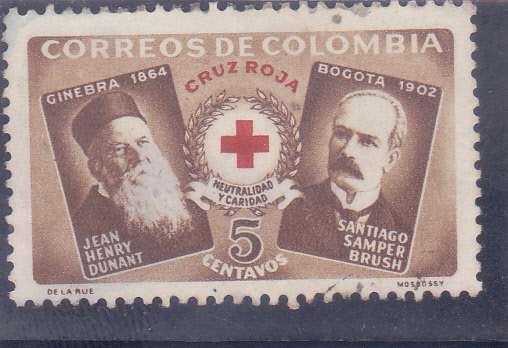 CORREOS DE COLOMBIA
CRUZ ROJA
GINEBRA 1864
BOGOTA 1902
NEUTRALIDAD
Y CARIDAD
JEAN
HENRY
DUNANT
SANTIAGO
SAMPER
BRUSH
5
CENTAVOS
DE LA RUE
MOSDOSSY